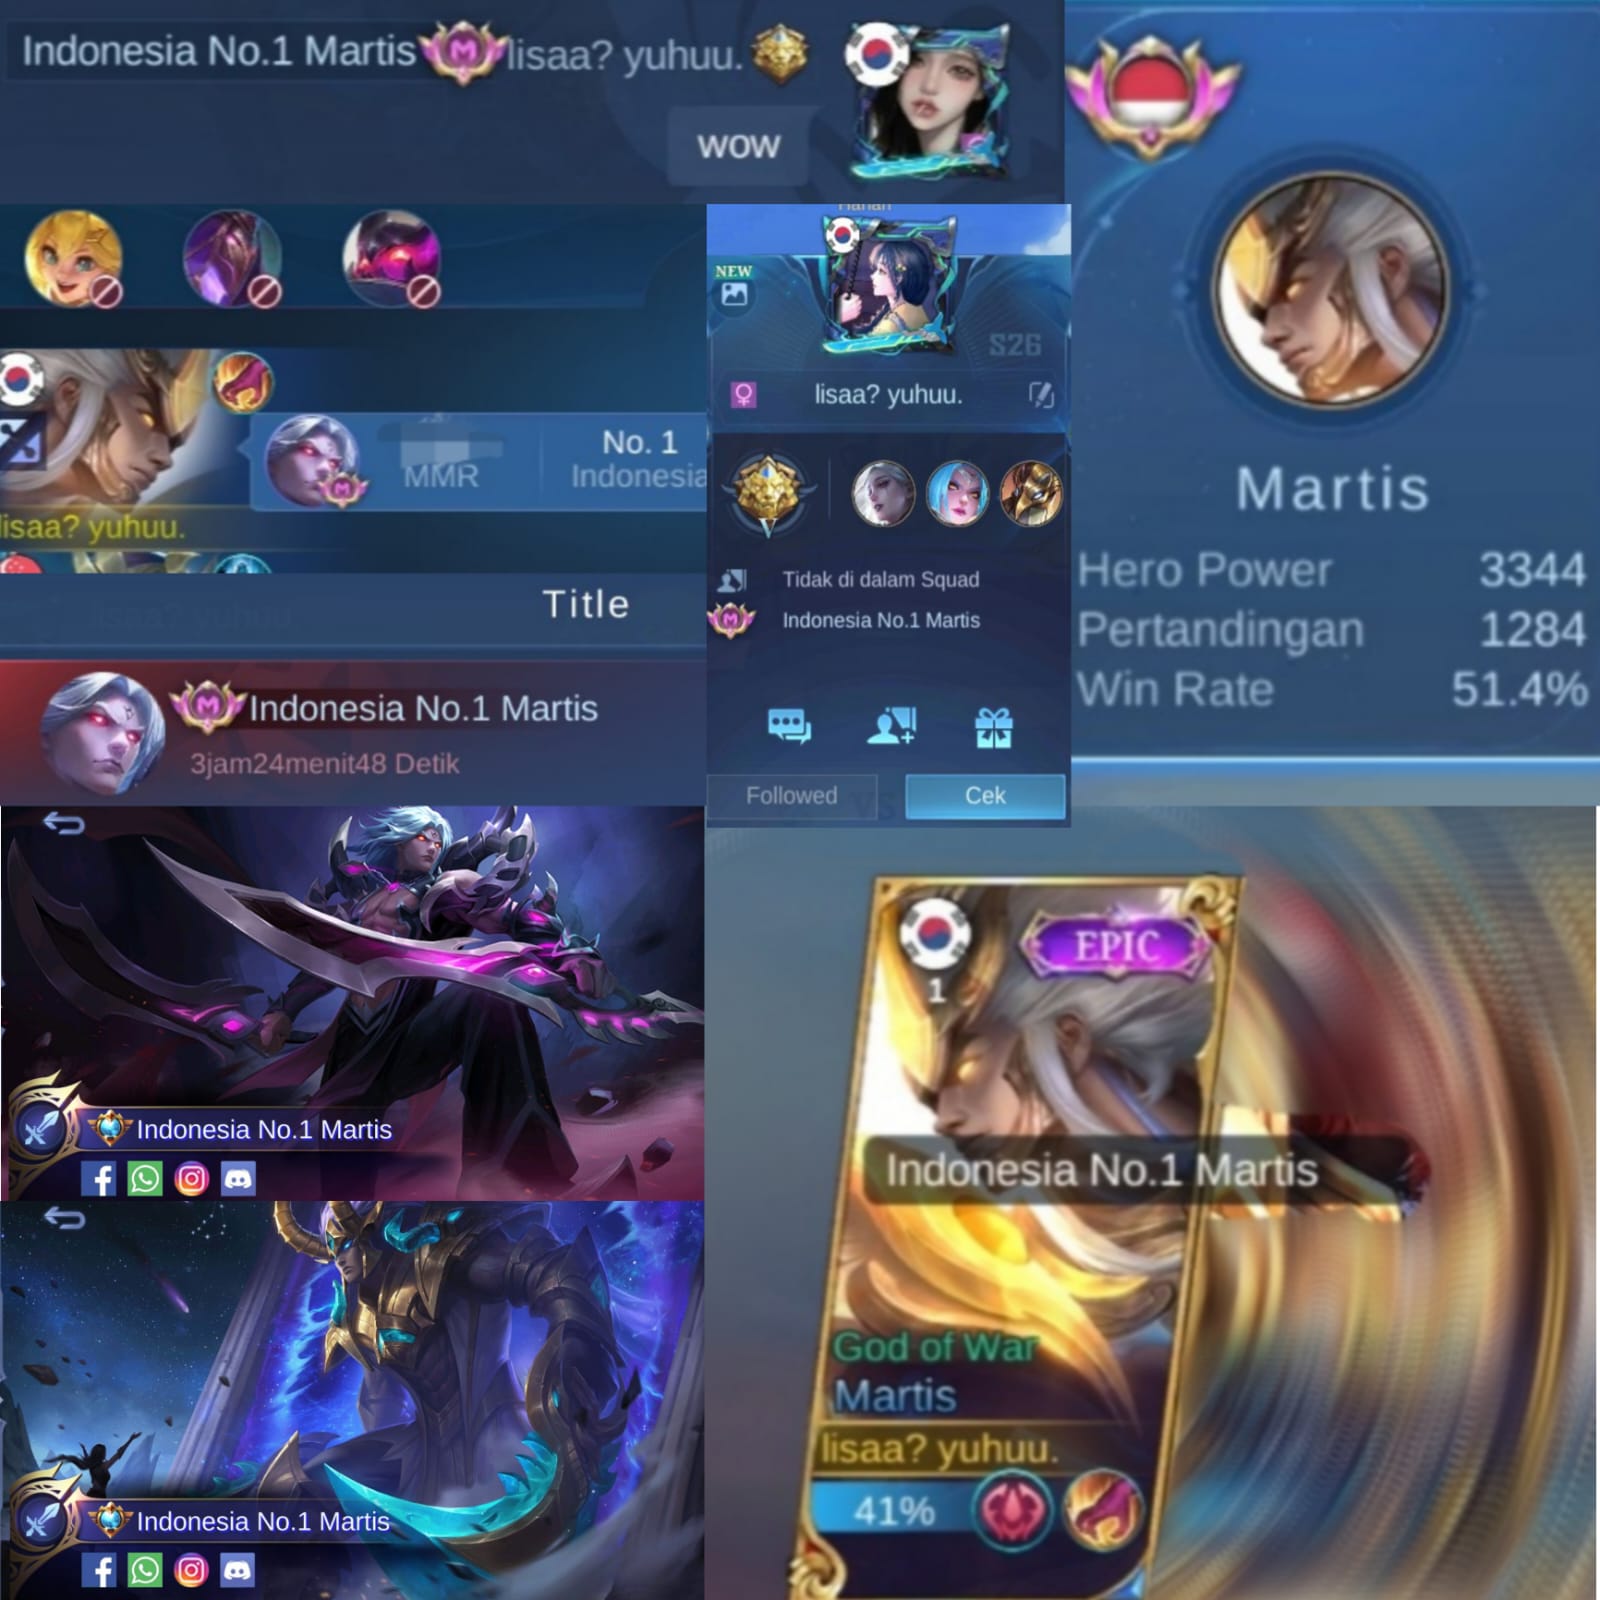 Indonesia No.1 Martis lisaa? yuhuu.
wow
No. 1
MMR
Indonesia
lisaa? yuhuu.
Title
Indonesia No.1 Martis
3jam24menit48 Detik
NEW
S26
lisaa? yuhuu.
V
Tidak di dalam Squad
M Indonesia No.1 Martis
Followed
Cek
Martis
Hero Power 3344
Pertandingan 1284
Win Rate 51.4%
Indonesia No.1 Martis
Indonesia No.1 Martis
EPIC
1
Indonesia No.1 Martis
God of War
Martis
lisaa? yuhuu.
41%